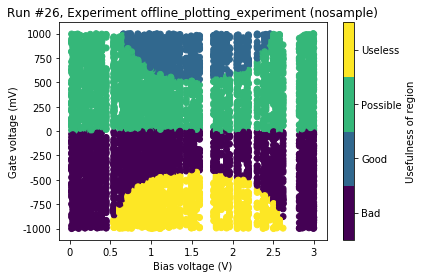 Run #26, Experiment offline_plotting_experiment (nosample)
1000
750
500
250
0
-250
-500
-750
-1000
Gate voltage (mV)
0
0.5
1
1.5
2
2.5
3
Bias voltage (V)
Useless
Possible
Good
Bad
Usefulness of region